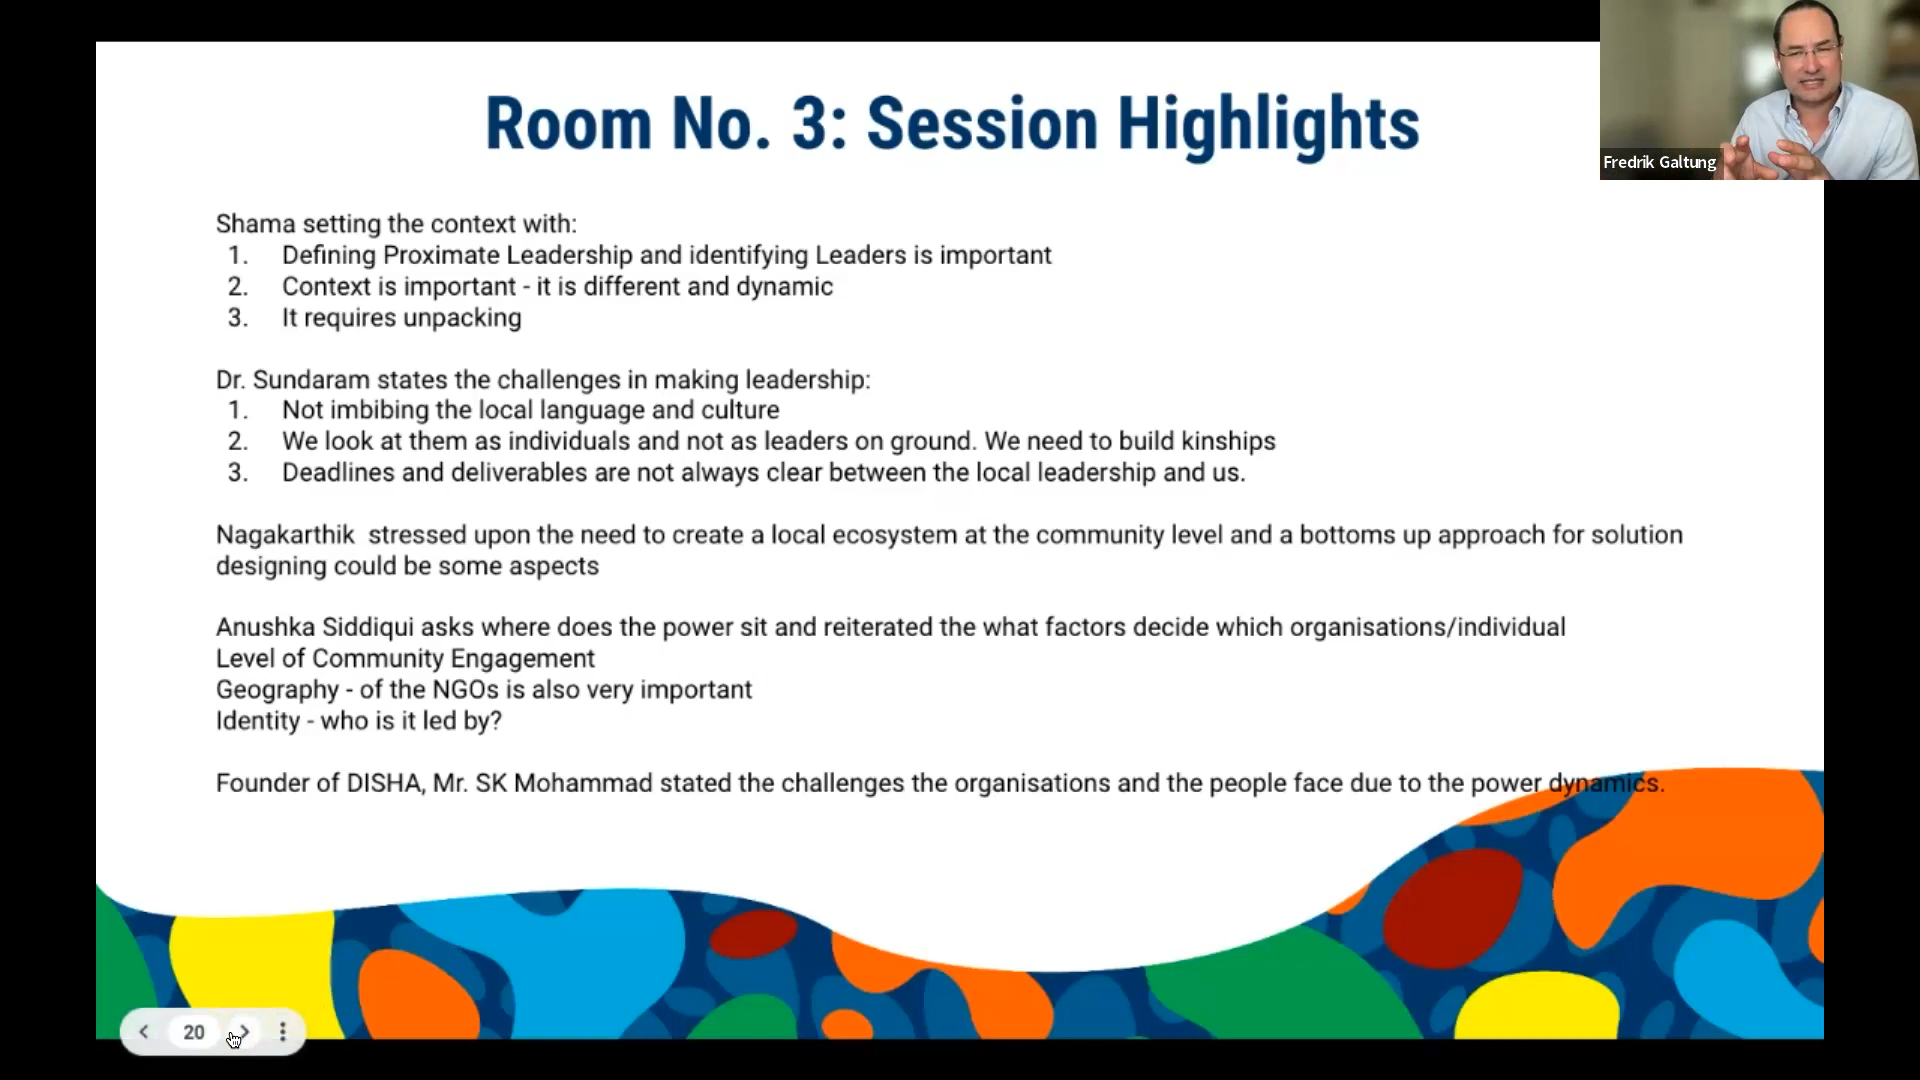 Room No. 3: Session Highlights
Fredrik Galtung
Shama setting the context with:
1. Defining Proximate Leadership and identifying Leaders is important
2. Context is important - it is different and dynamic
3. It requires unpacking
Dr. Sundaram states the challenges in making leadership:
1. Not imbibing the local language and culture
2. We look at them as individuals and not as leaders on ground. We need to build kinships
3. Deadlines and deliverables are not always clear between the local leadership and us.
Nagakarthik stressed upon the need to create a local ecosystem at the community level and a bottoms up approach for solution
designing could be some aspects
Anushka Siddiqui asks where does the power sit and reiterated the what factors decide which organisations/individual
Level of Community Engagement
Geography - of the NGOs is also very important
Identity - who is it led by?
Founder of DISHA, Mr. SK Mohammad stated the challenges the organisations and the people face due to the power dynamics.
20